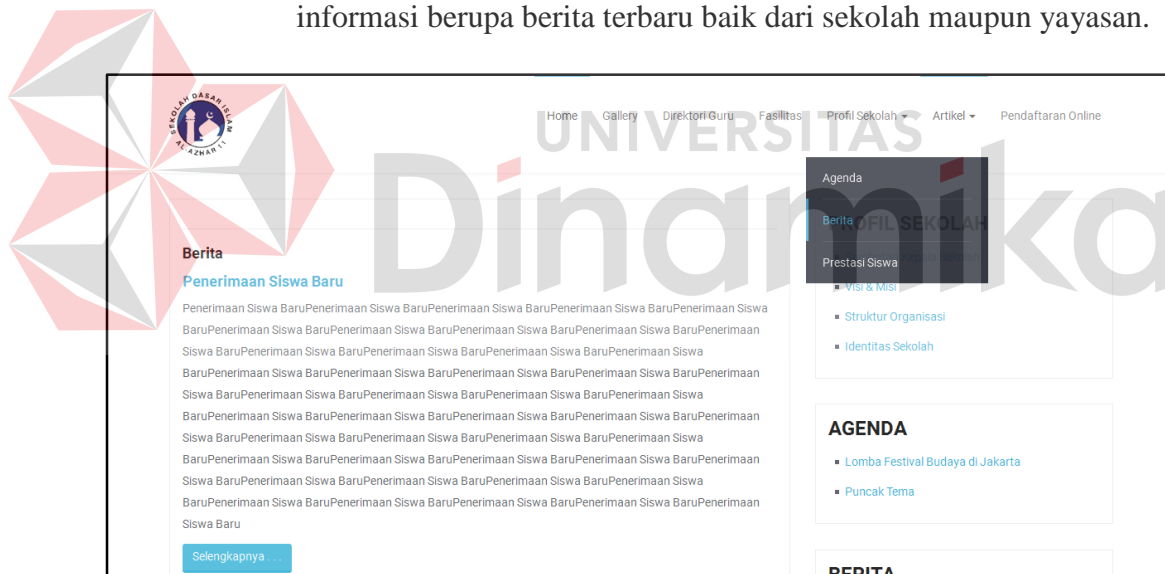 informasi berupa berita terbaru baik dari sekolah maupun yayasan.
SEKOLAH DASAR ISLAM
AL-AZHAR 11
Home Gallery Direktori Guru Fasilitas Profil Sekolah Artikel Pendaftaran Online
UNIVERSITAS
Dinamika
Agenda
Berita
Prestasi Siswa
Berita
Penerimaan Siswa Baru
Penerimaan Siswa BaruPenerimaan Siswa BaruPenerimaan Siswa BaruPenerimaan Siswa BaruPenerimaan Siswa
BaruPenerimaan Siswa BaruPenerimaan Siswa BaruPenerimaan Siswa BaruPenerimaan Siswa BaruPenerimaan
Siswa BaruPenerimaan Siswa BaruPenerimaan Siswa BaruPenerimaan Siswa BaruPenerimaan Siswa
BaruPenerimaan Siswa BaruPenerimaan Siswa BaruPenerimaan Siswa BaruPenerimaan Siswa BaruPenerimaan
Siswa BaruPenerimaan Siswa BaruPenerimaan Siswa BaruPenerimaan Siswa BaruPenerimaan Siswa
BaruPenerimaan Siswa BaruPenerimaan Siswa BaruPenerimaan Siswa BaruPenerimaan Siswa BaruPenerimaan
Siswa BaruPenerimaan Siswa BaruPenerimaan Siswa BaruPenerimaan Siswa BaruPenerimaan Siswa
BaruPenerimaan Siswa BaruPenerimaan Siswa BaruPenerimaan Siswa BaruPenerimaan Siswa BaruPenerimaan
Siswa BaruPenerimaan Siswa BaruPenerimaan Siswa BaruPenerimaan Siswa BaruPenerimaan Siswa
BaruPenerimaan Siswa BaruPenerimaan Siswa BaruPenerimaan Siswa BaruPenerimaan Siswa BaruPenerimaan
Siswa Baru
Selengkapnya . . .
PROFIL SEKOLAH
Visi & Misi
Struktur Organisasi
Identitas Sekolah
AGENDA
Lomba Festival Budaya di Jakarta
Puncak Tema
BERITA